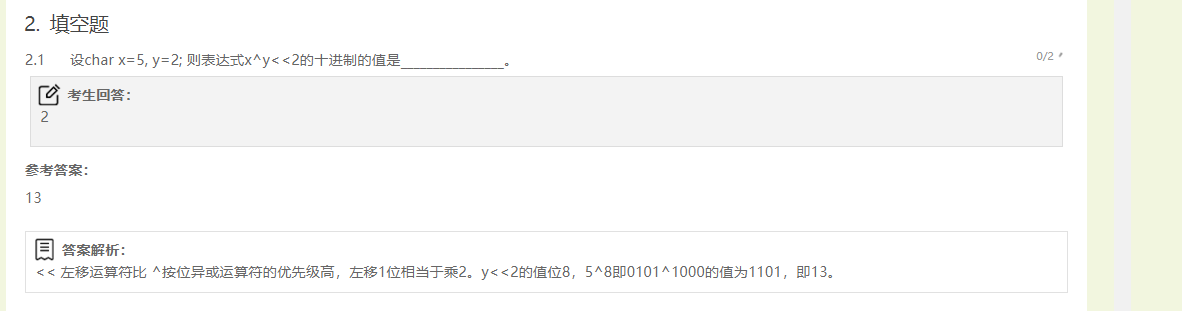 2. 填空题
2.1 设char x=5, y=2; 则表达式x^y<<2的十进制的值是________________。 0/2
考生回答：
2
参考答案：
13
答案解析：
<< 左移运算符比 ^按位异或运算符的优先级高，左移1位相当于乘2。y<<2的值位8，5^8即0101^1000的值为1101，即13。